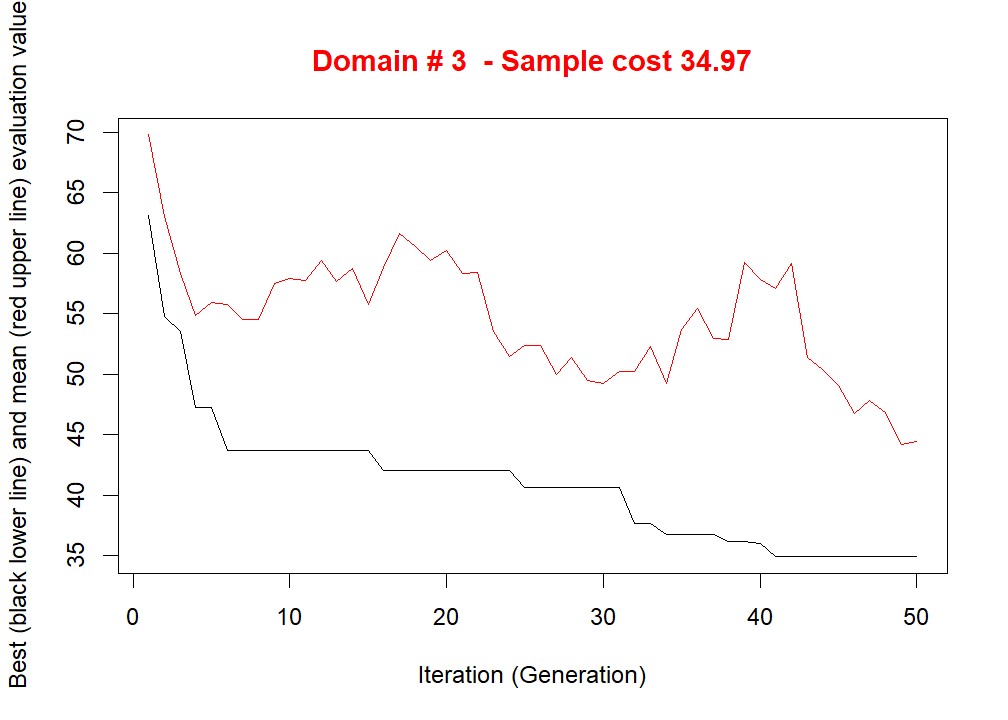 Domain # 3  - Sample cost 34.97
Best (black lower line) and mean (red upper line) evaluation value
70
65
60
55
50
45
40
35
0 10 20 30 40 50
Iteration (Generation)